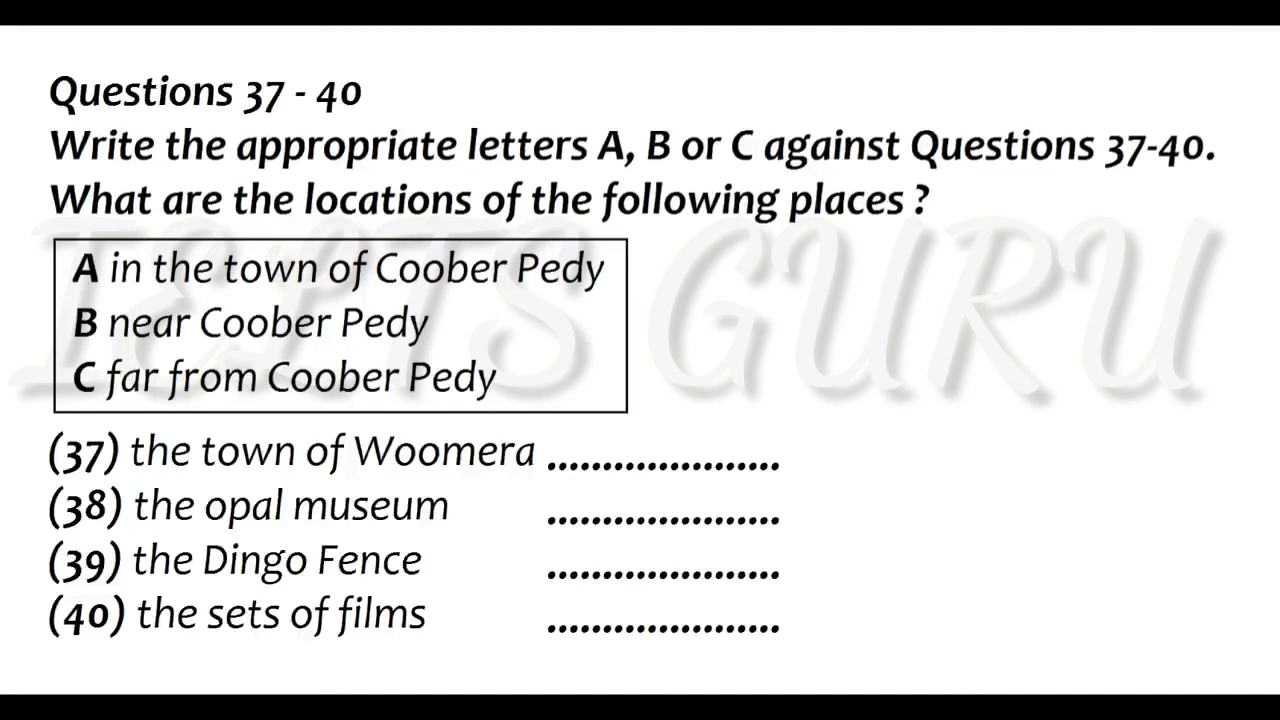 Questions 37 - 40
Write the appropriate letters A, B or C against Questions 37-40.
What are the locations of the following places ?
IELTS GURU
A in the town of Coober Pedy
B near Coober Pedy
C far from Coober Pedy
(37) the town of Woomera .....................
(38) the opal museum .....................
(39) the Dingo Fence .....................
(40) the sets of films .....................